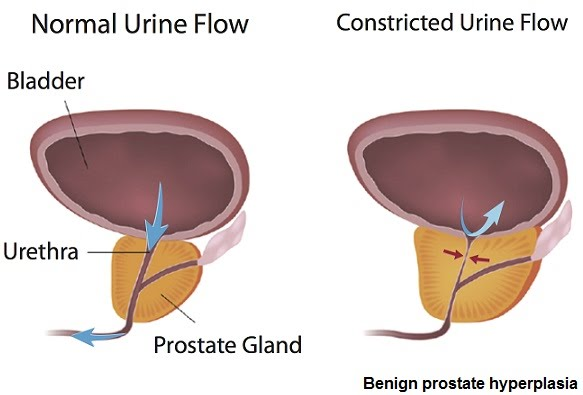 Normal Urine Flow
Constricted Urine Flow
Bladder
Urethra
Prostate Gland
Benign prostate hyperplasia